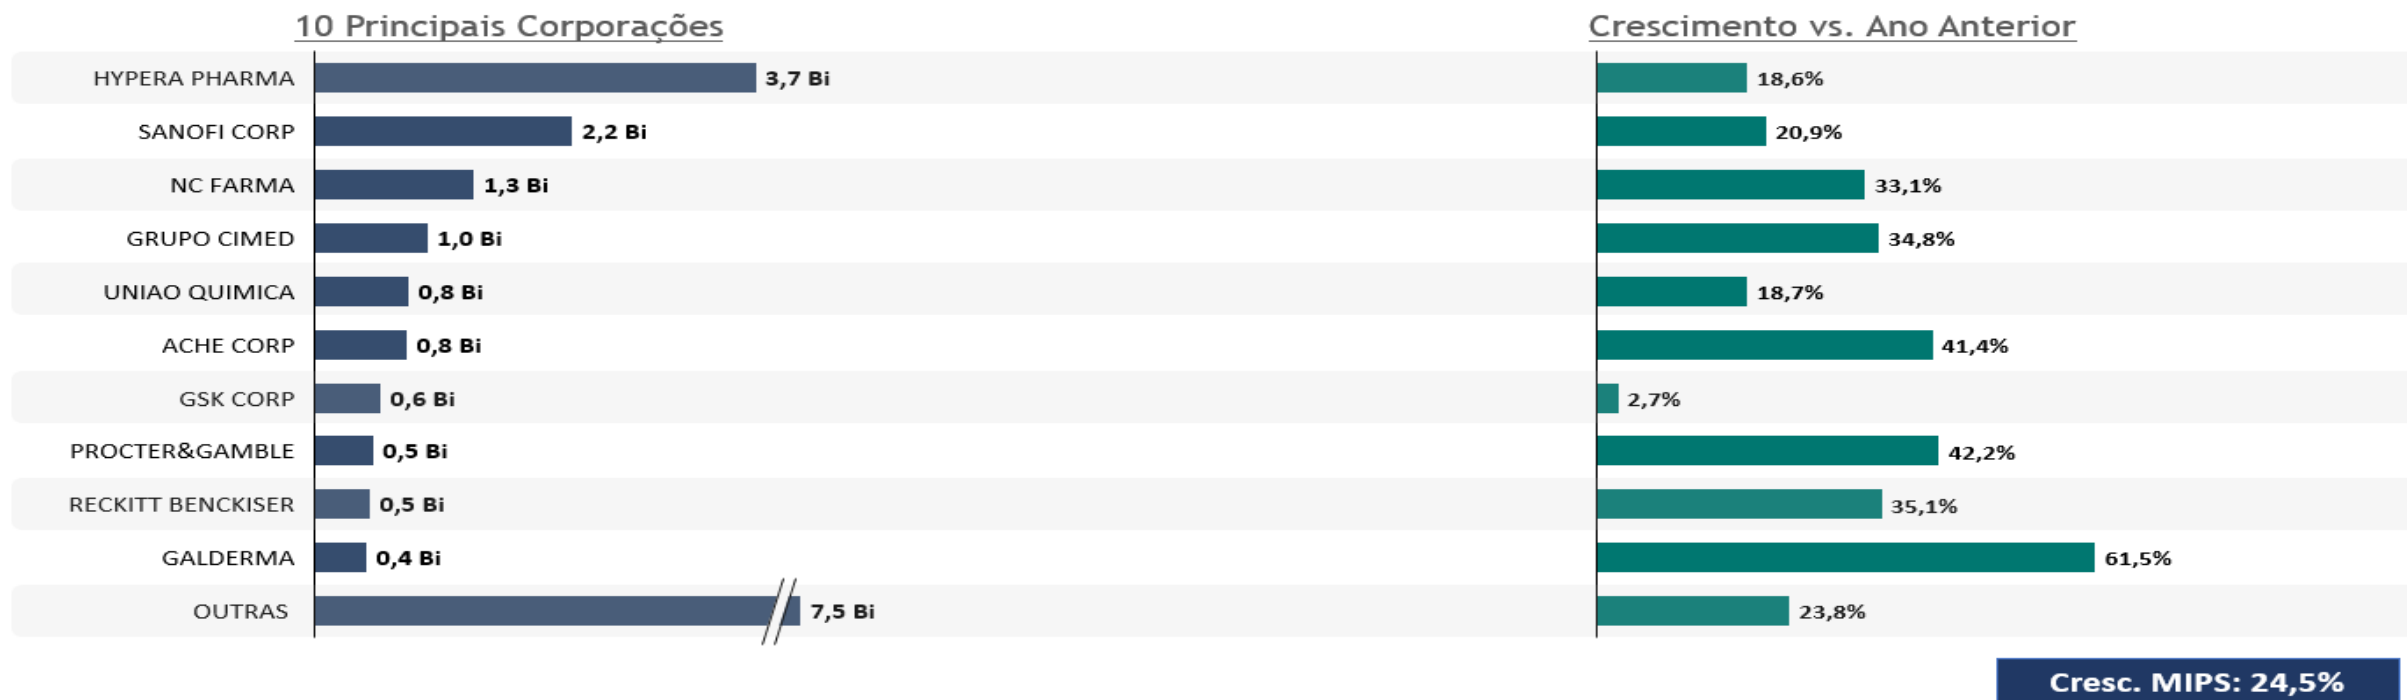 10 Principais Corporações
Crescimento vs. Ano Anterior
HYPERA PHARMA 3,7 Bi 18,6%
SANOFI CORP 2,2 Bi 20,9%
NC FARMA 1,3 Bi 33,1%
GRUPO CIMED 1,0 Bi 34,8%
UNIAO QUIMICA 0,8 Bi 18,7%
ACHE CORP 0,8 Bi 41,4%
GSK CORP 0,6 Bi 2,7%
PROCTER&GAMBLE 0,5 Bi 42,2%
RECKITT BENCKISER 0,5 Bi 35,1%
GALDERMA 0,4 Bi 61,5%
OUTRAS 7,5 Bi 23,8%
Cresc. MIPS: 24,5%